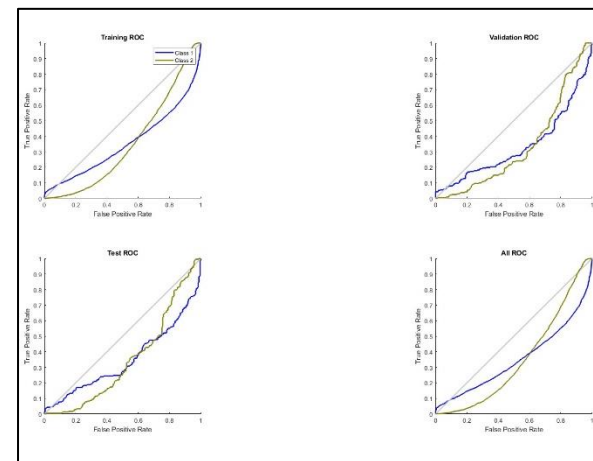 Training ROC
Class 1
Class 2
True Positive Rate
1
0.9
0.8
0.7
0.6
0.5
0.4
0.3
0.2
0.1
0
0 0.2 0.4 0.6 0.8 1
False Positive Rate
Validation ROC
True Positive Rate
1
0.9
0.8
0.7
0.6
0.5
0.4
0.3
0.2
0.1
0
0 0.2 0.4 0.6 0.8 1
False Positive Rate
Test ROC
True Positive Rate
1
0.9
0.8
0.7
0.6
0.5
0.4
0.3
0.2
0.1
0
0 0.2 0.4 0.6 0.8 1
False Positive Rate
All ROC
True Positive Rate
1
0.9
0.8
0.7
0.6
0.5
0.4
0.3
0.2
0.1
0
0 0.2 0.4 0.6 0.8 1
False Positive Rate